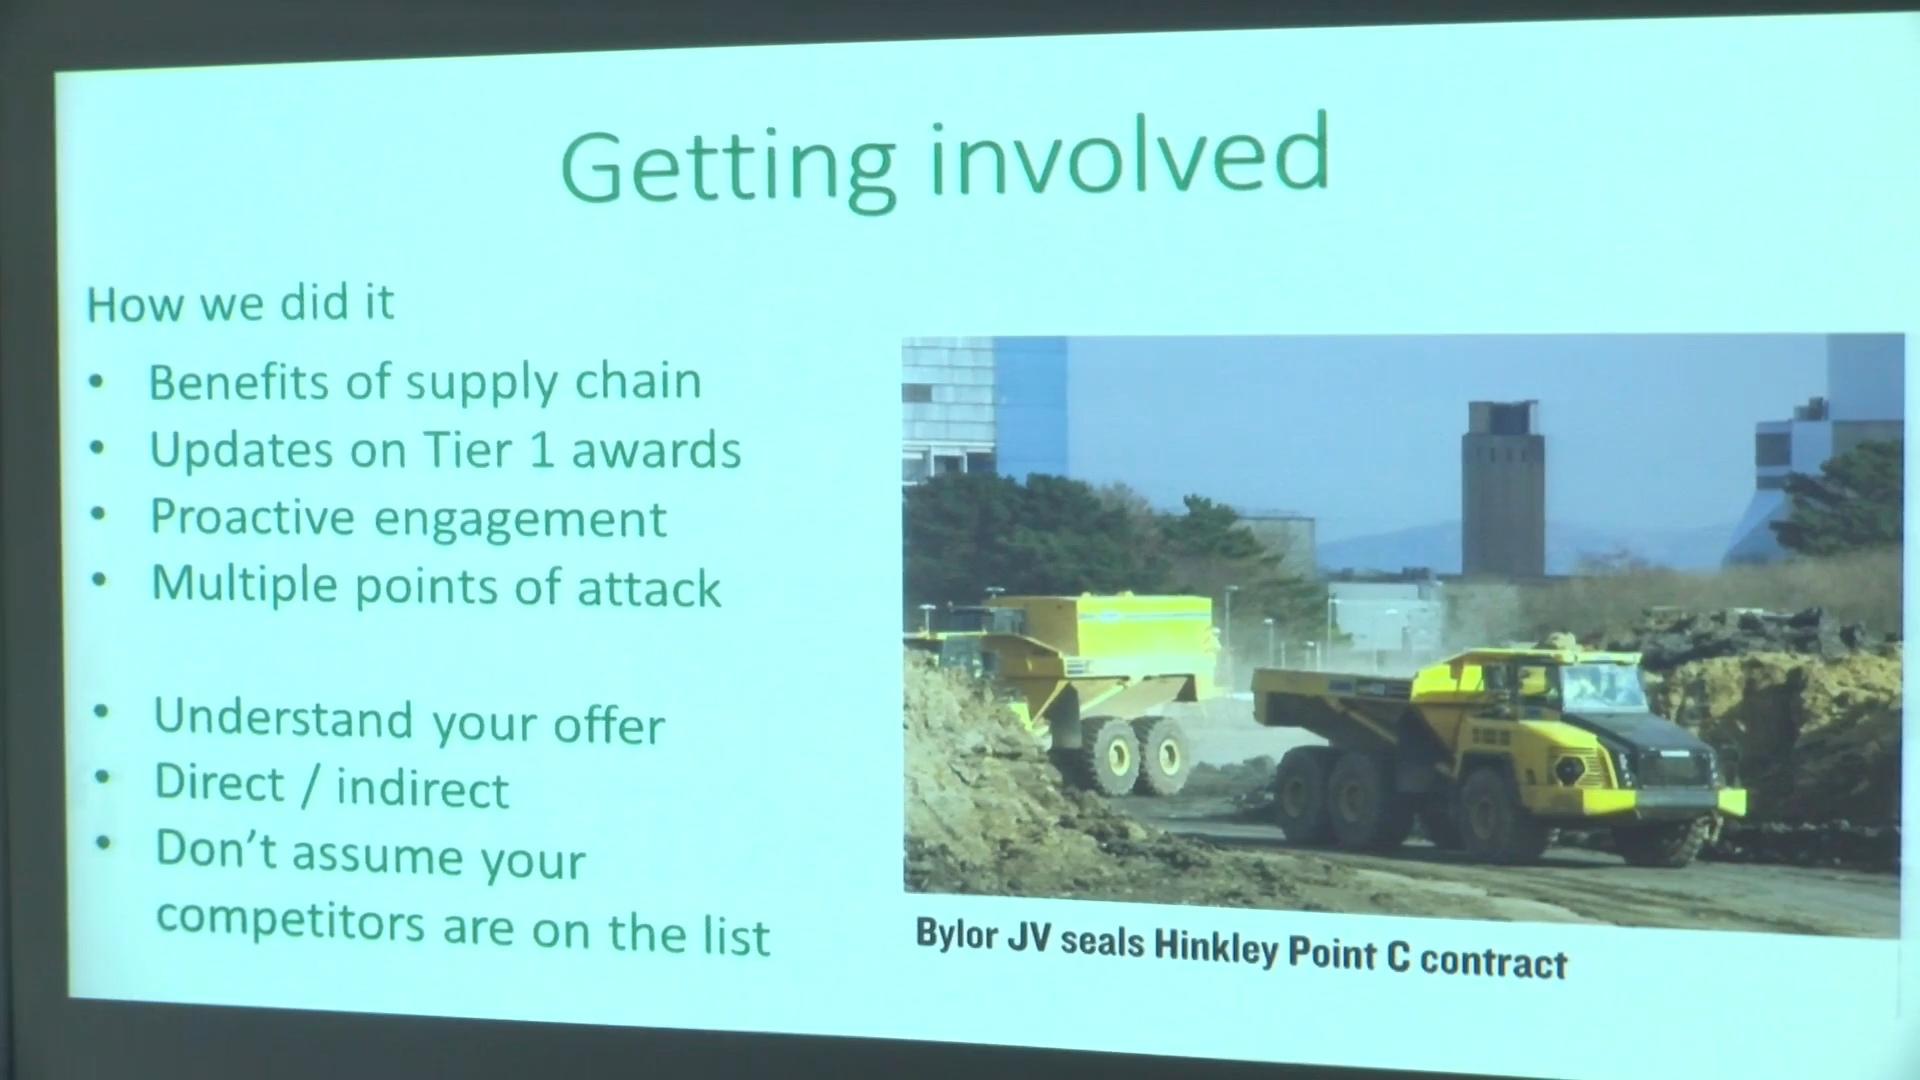 Getting involved
How we did it
• Benefits of supply chain
• Updates on Tier 1 awards
• Proactive engagement
• Multiple points of attack
• Understand your offer
• Direct / indirect
• Don’t assume your
competitors are on the list
Bylor JV seals Hinkley Point C contract